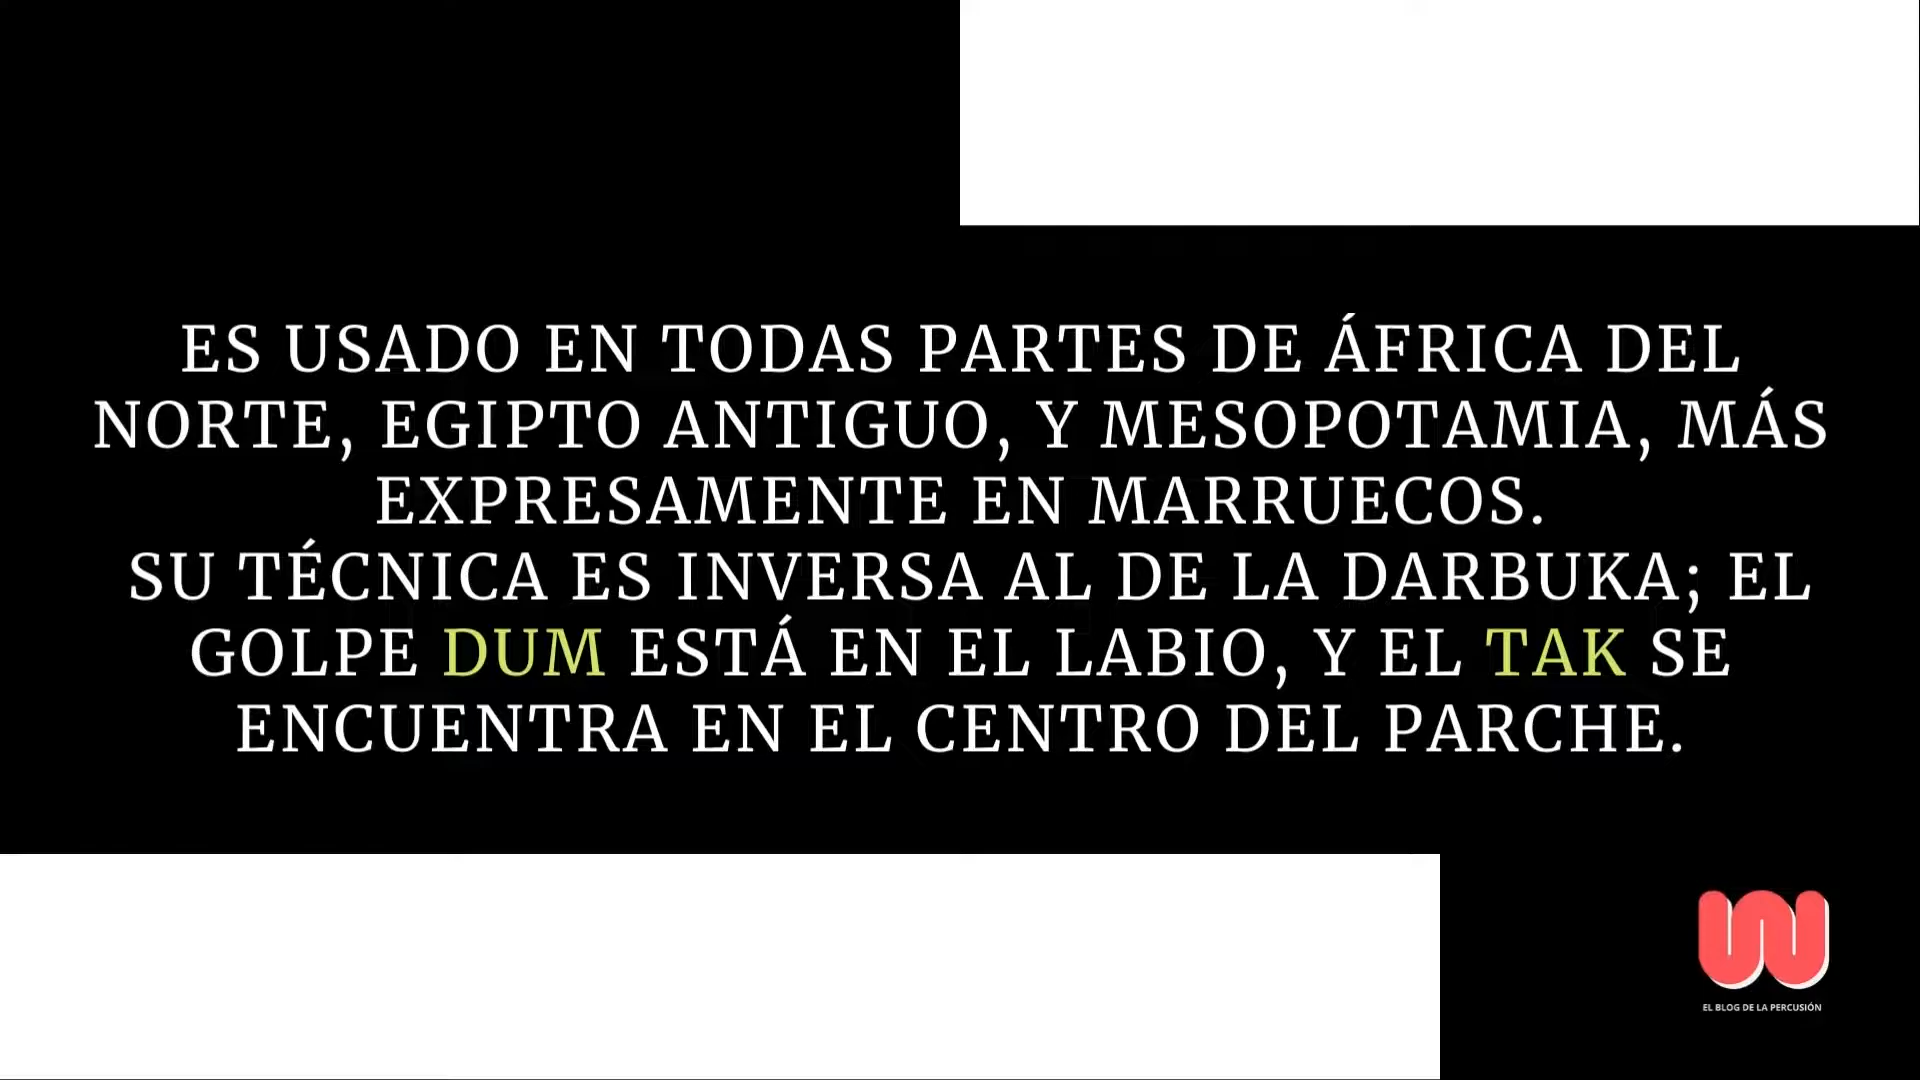 ES USADO EN TODAS PARTES DE ÁFRICA DEL
NORTE, EGIPTO ANTIGUO, Y MESOPOTAMIA, MÁS
EXPRESAMENTE EN MARRUECOS.
SU TÉCNICA ES INVERSA AL DE LA DARBUKA; EL
GOLPE DUM ESTÁ EN EL LABIO, Y EL TAK SE
ENCUENTRA EN EL CENTRO DEL PARCHE.
EL BLOG DE LA PERCUSIÓN